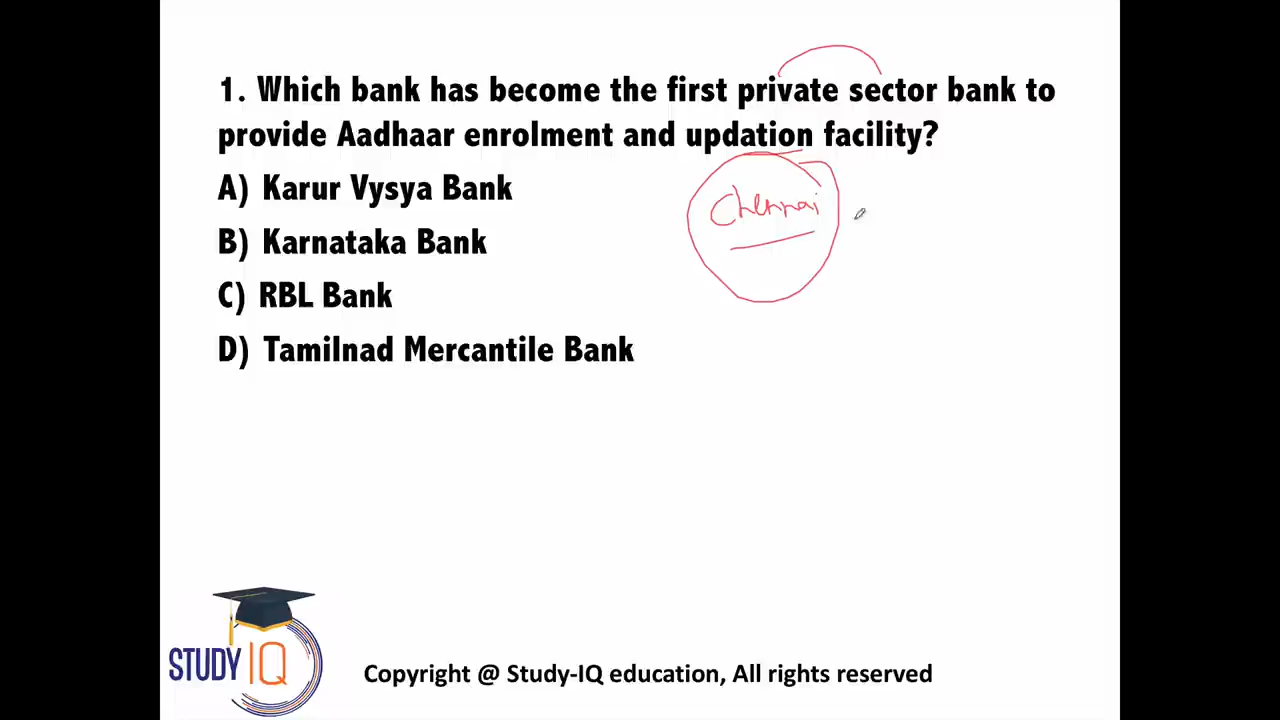 1. Which bank has become the first private sector bank to
provide Aadhaar enrolment and updation facility?
A) Karur Vysya Bank
Chennai
B) Karnataka Bank
C) RBL Bank
D) Tamilnad Mercantile Bank
STUDY IQ
Copyright @ Study-IQ education, All rights reserved